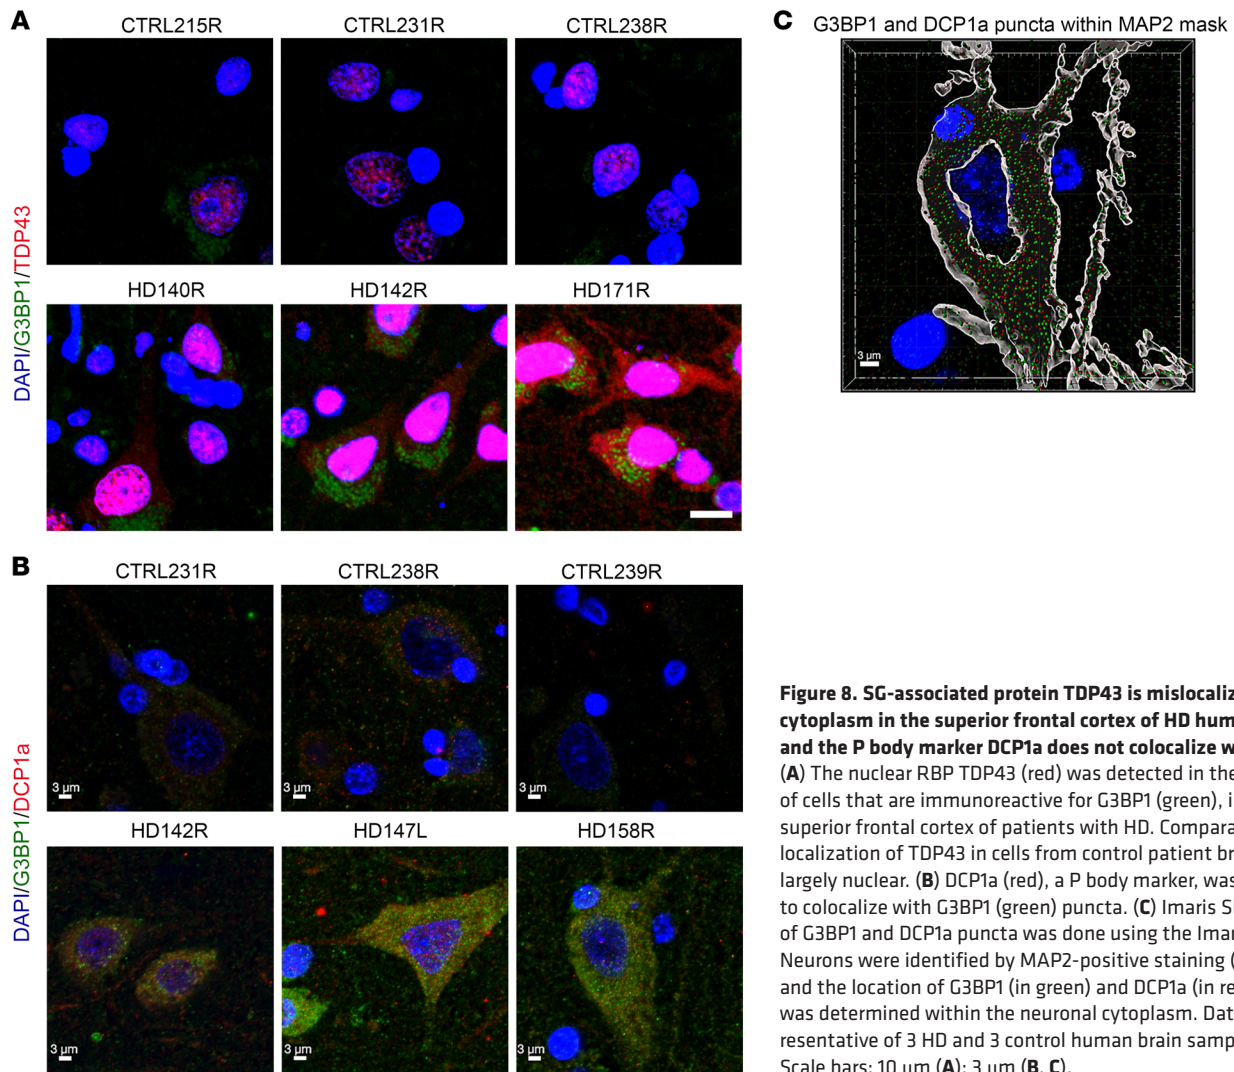 A
CTRL215R
CTRL231R
CTRL238R
DAPI/G3BP1/TDP43
HD140R
HD142R
HD171R
B
CTRL231R
CTRL238R
CTRL239R
DAPI/G3BP1/DCP1a
3 µm
3 µm
3 µm
HD142R
HD147L
HD158R
3 µm
3 µm
3 µm
C
G3BP1 and DCP1a puncta within MAP2 mask
3 µm
Figure 8. SG-associated protein TDP43 is mislocaliz
cytoplasm in the superior frontal cortex of HD hum
and the P body marker DCP1a does not colocalize w
(A) The nuclear RBP TDP43 (red) was detected in the
of cells that are immunoreactive for G3BP1 (green), i
superior frontal cortex of patients with HD. Compara
localization of TDP43 in cells from control patient br
largely nuclear. (B) DCP1a (red), a P body marker, was
to colocalize with G3BP1 (green) puncta. (C) Imaris S
of G3BP1 and DCP1a puncta was done using the Imar
Neurons were identified by MAP2-positive staining (
and the location of G3BP1 (in green) and DCP1a (in re
was determined within the neuronal cytoplasm. Dat
resentative of 3 HD and 3 control human brain samp
Scale bars: 10 µm (A); 3 µm (B, C).